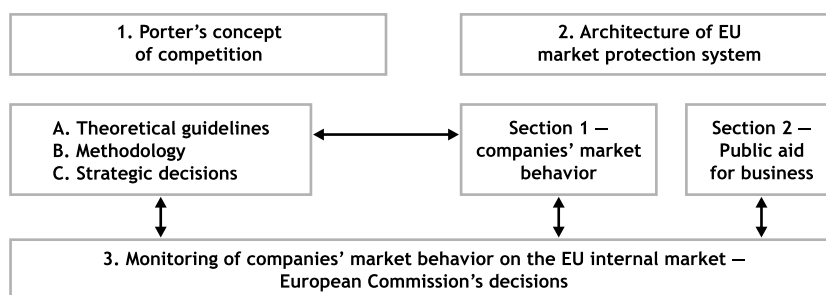 1. Porter’s concept
of competition
2. Architecture of EU
market protection system
A. Theoretical guidelines
B. Methodology
C. Strategic decisions
Section 1 —
companies’ market
behavior
Section 2 —
Public aid
for business
3. Monitoring of companies’ market behavior on the EU internal market —
European Commission’s decisions